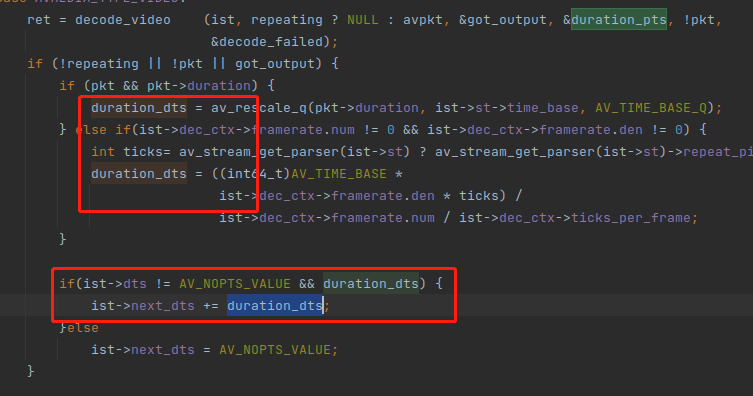 ret = decode_video    (ist, repeating ? NULL : avpkt, &got_output, &duration_pts, !pkt,
&decode_failed);
if (!repeating || !pkt || got_output) {
if (pkt && pkt->duration) {
duration_dts = av_rescale_q(pkt->duration, ist->st->time_base, AV_TIME_BASE_Q);
} else if(ist->dec_ctx->framerate.num != 0 && ist->dec_ctx->framerate.den != 0) {
int ticks= av_stream_get_parser(ist->st) ? av_stream_get_parser(ist->st)->repeat_pi
duration_dts = ((int64_t)AV_TIME_BASE *
ist->dec_ctx->framerate.den * ticks) /
ist->dec_ctx->framerate.num / ist->dec_ctx->ticks_per_frame;
}
if(ist->dts != AV_NOPTS_VALUE && duration_dts) {
ist->next_dts += duration_dts;
}else
ist->next_dts = AV_NOPTS_VALUE;
}